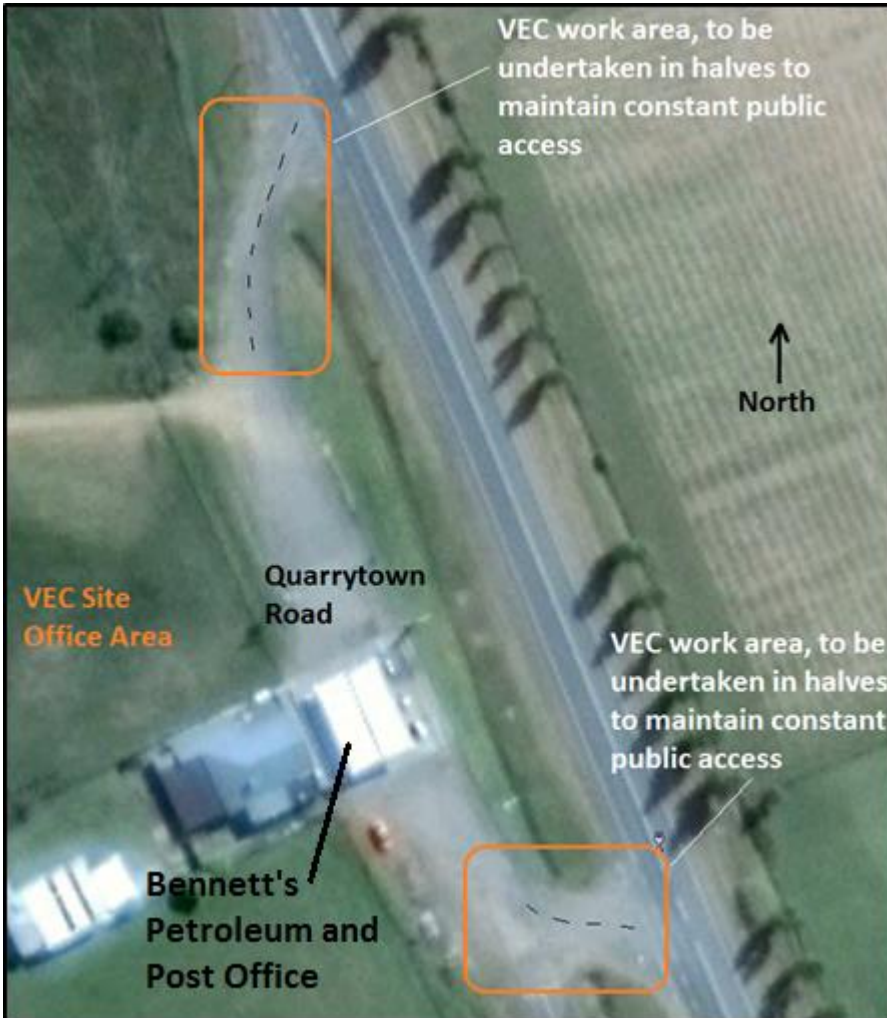 VEC work area, to be
undertaken in halves to
maintain constant public
access
North
Quarrytown
Road
VEC Site
Office Area
VEC work area, to be
undertaken in halves
to maintain constant
public access
Bennett's
Petroleum and
Post Office